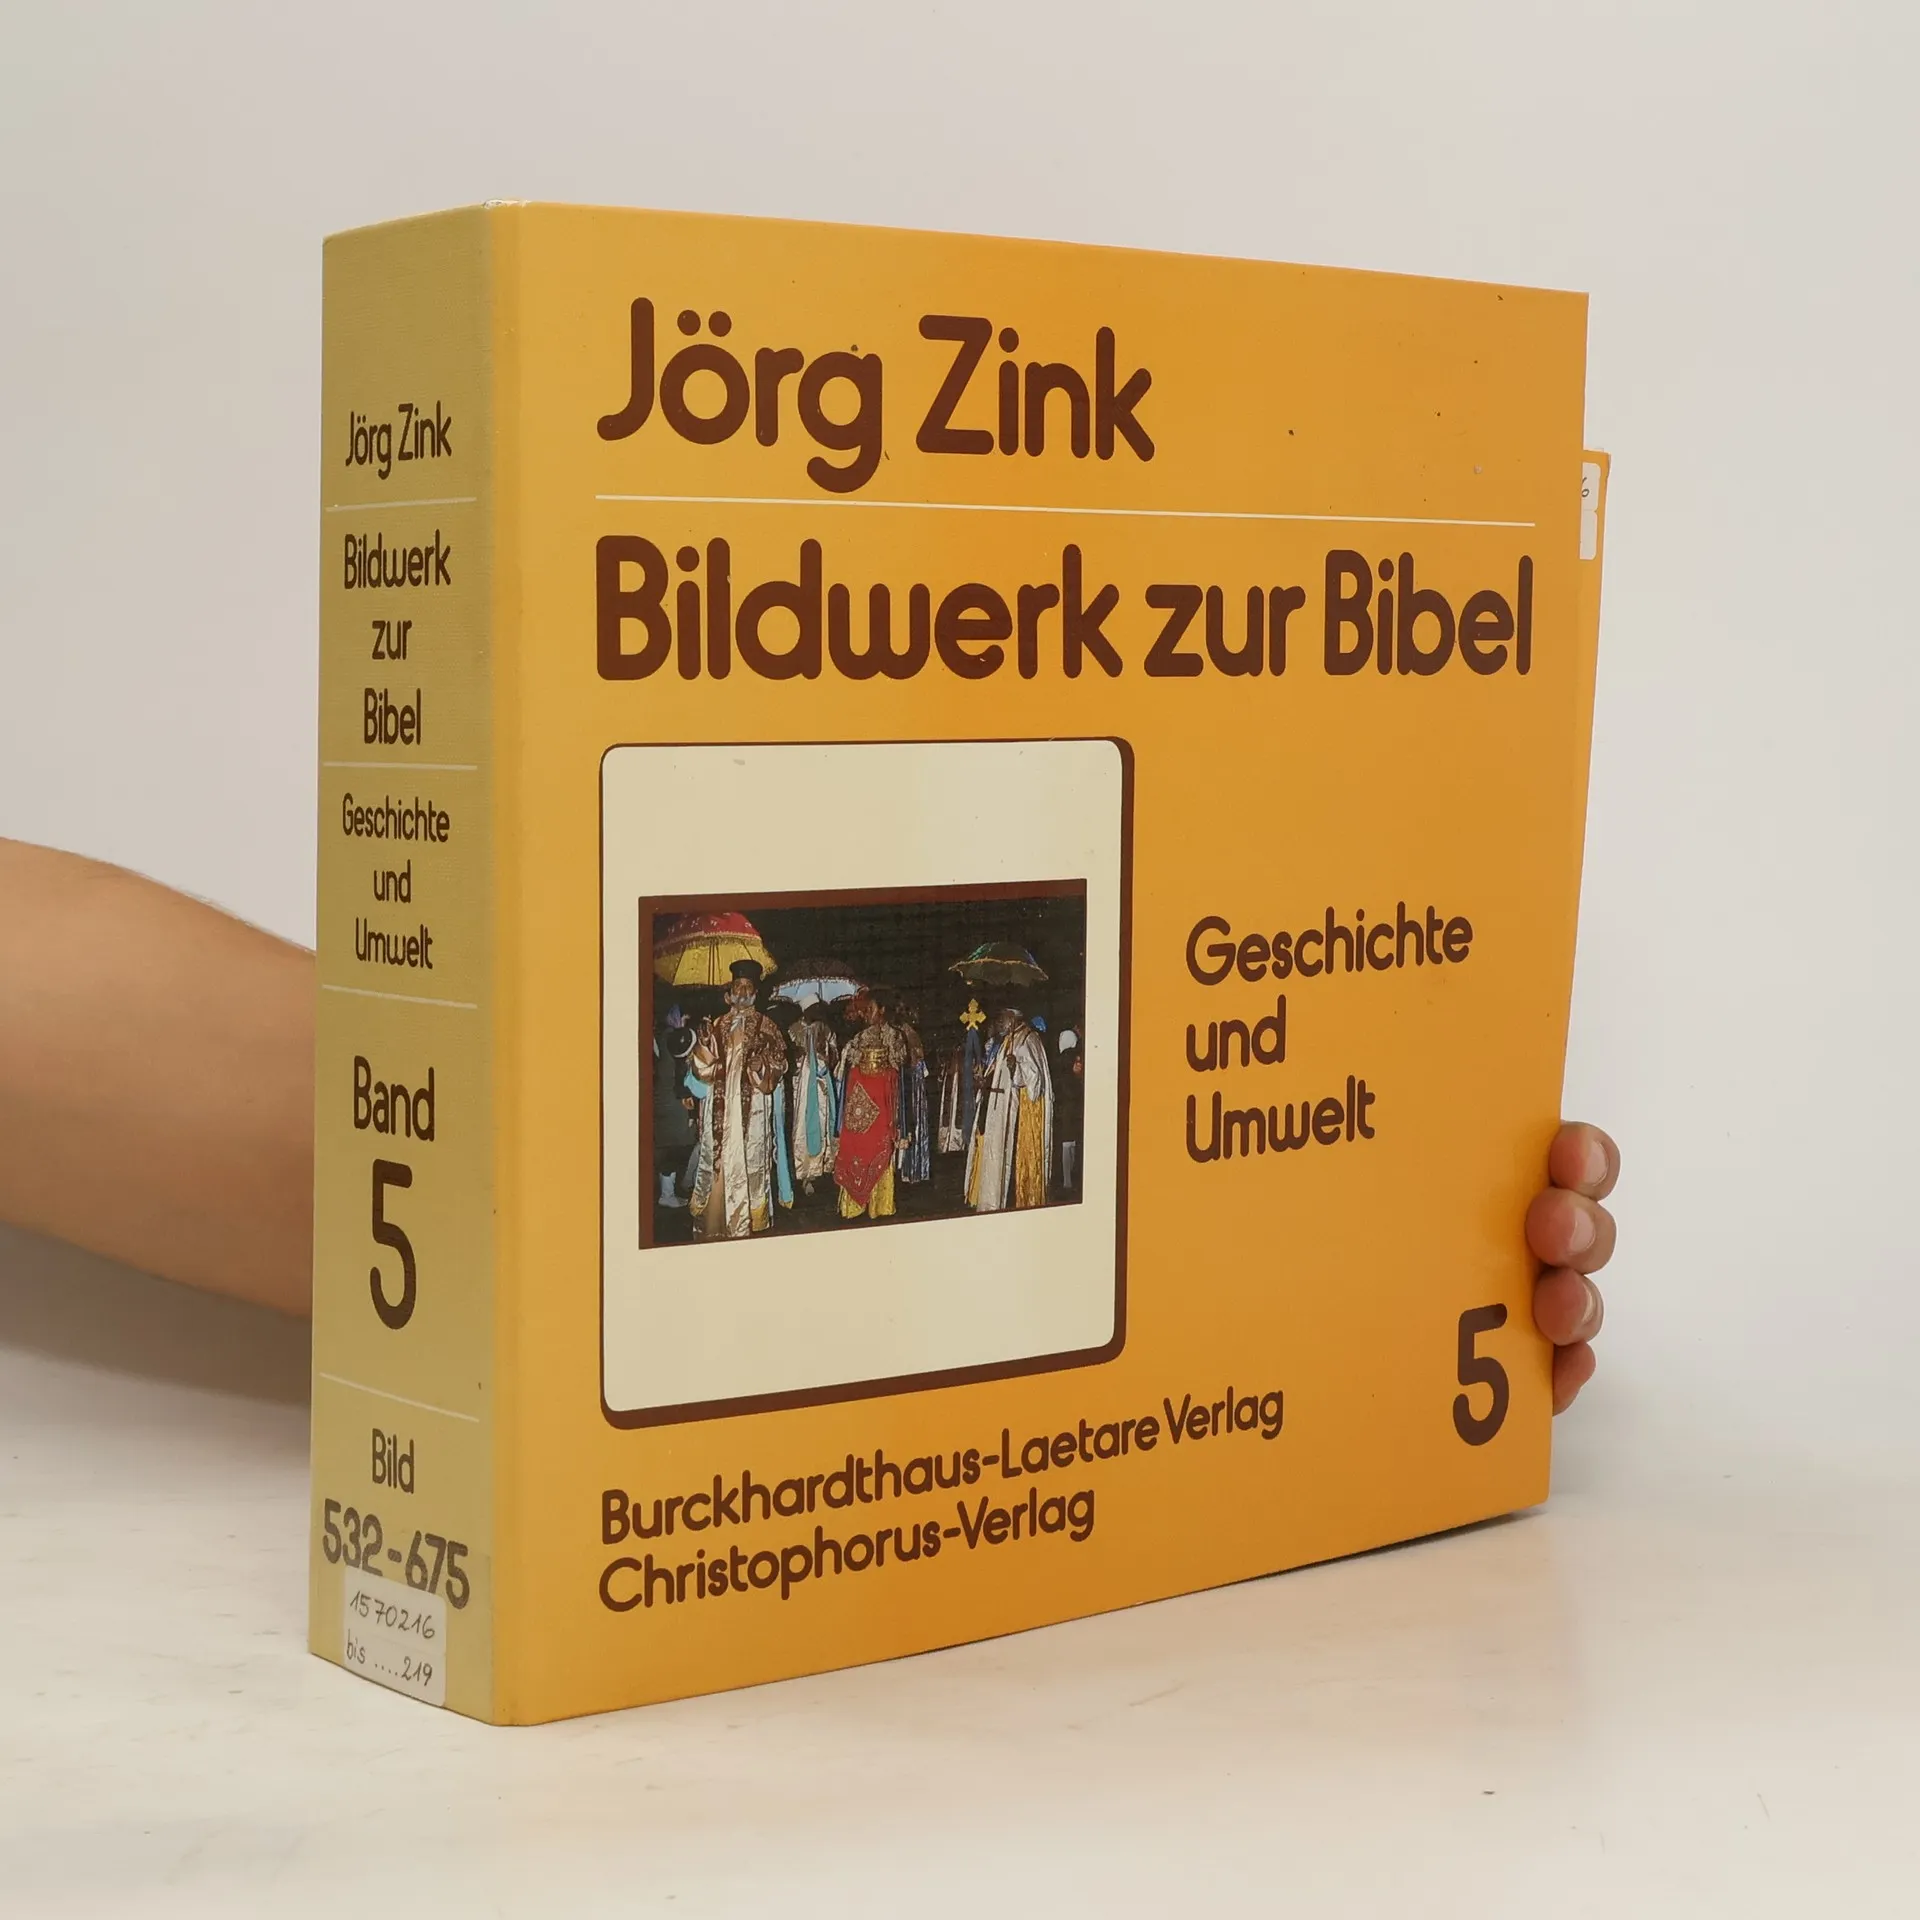 Jörg Zink
Bildwerk
zur
Bibel
Geschichte
und
Umwelt
Band
5
Bild
532-675
1570216
bis ....219
Jörg Zink
Bildwerk zur Bibel
Geschichte
und
Umwelt
5
Burckhardthaus-Laetare Verlag
Christophorus-Verlag
6